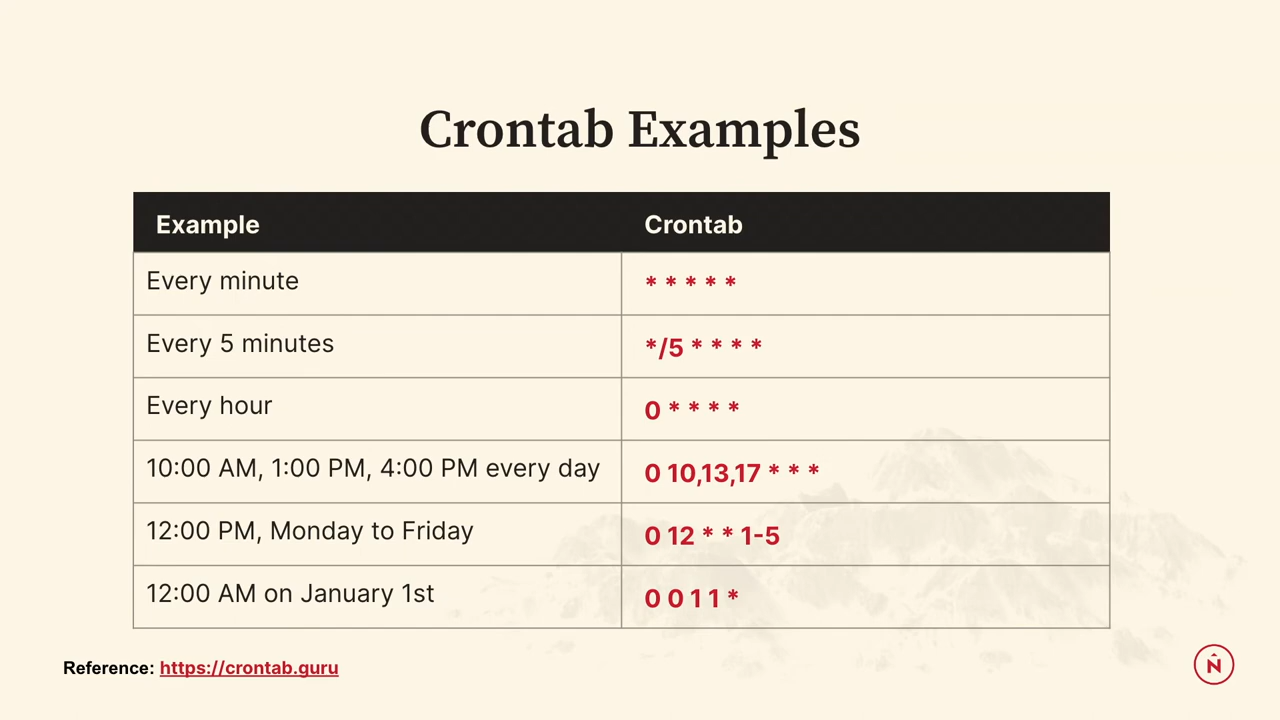 Crontab Examples
Example Crontab
Every minute * * * * *
Every 5 minutes */5 * * * *
Every hour 0 * * * *
10:00 AM, 1:00 PM, 4:00 PM every day 0 10,13,17 * * *
12:00 PM, Monday to Friday 0 12 * * 1-5
12:00 AM on January 1st 0 0 1 1 *
Reference: https://crontab.guru
N